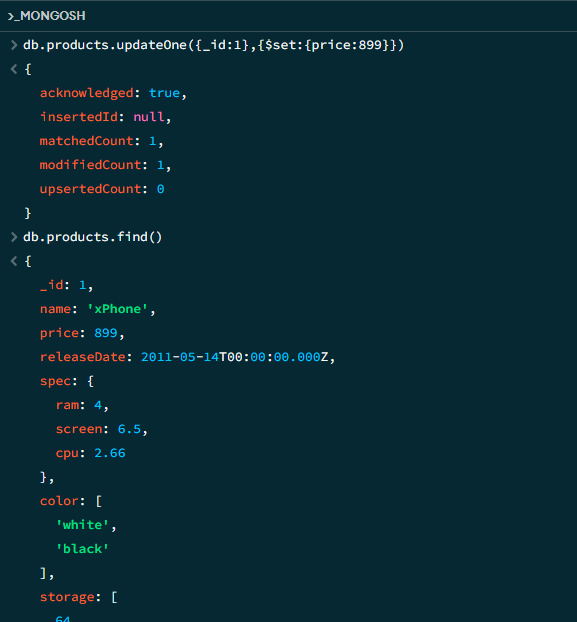 >_MONGOSH
> db.products.updateOne({_id:1},{$set:{price:899}})
< {
acknowledged: true,
insertedId: null,
matchedCount: 1,
modifiedCount: 1,
upsertedCount: 0
}
> db.products.find()
< {
_id: 1,
name: 'xPhone',
price: 899,
releaseDate: 2011-05-14T00:00:00.000Z,
spec: {
ram: 4,
screen: 6.5,
cpu: 2.66
},
color: [
'white',
'black'
],
storage: [
64